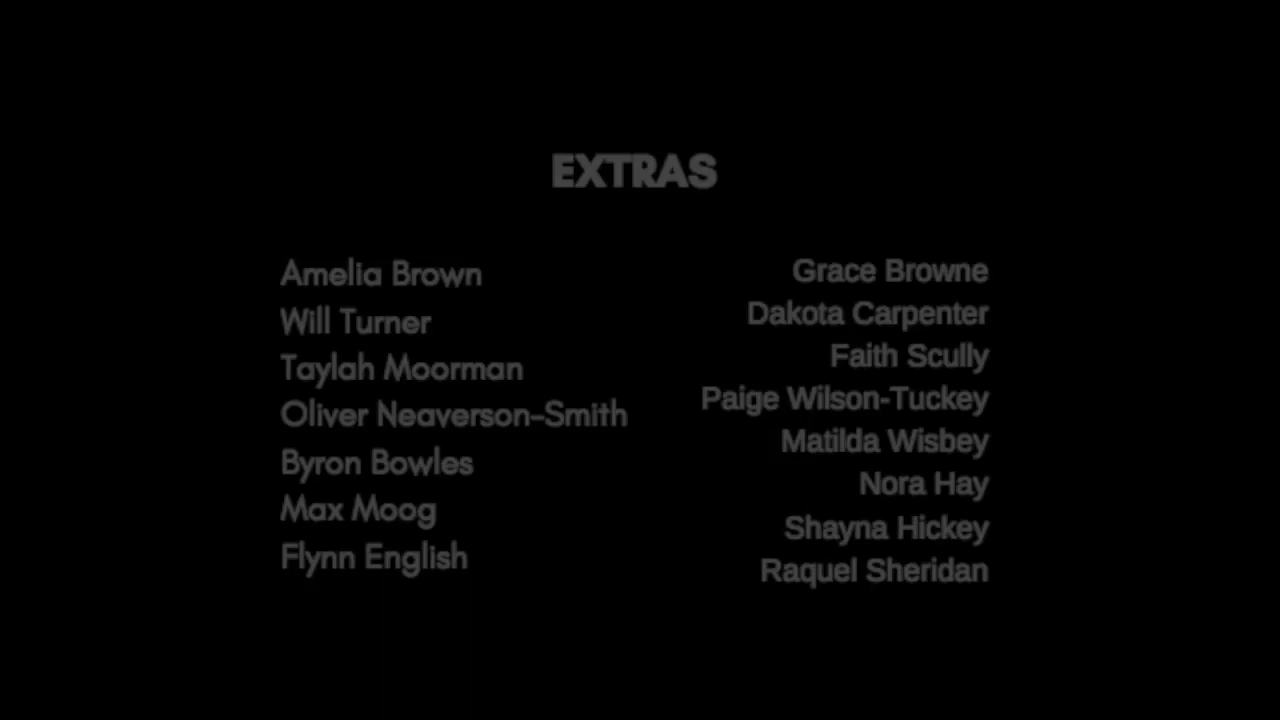 EXTRAS
Amelia Brown
Will Turner
Taylah Moorman
Oliver Neaverson-Smith
Byron Bowles
Max Moog
Flynn English
Grace Browne
Dakota Carpenter
Faith Scully
Paige Wilson-Tuckey
Matilda Wisbey
Nora Hay
Shayna Hickey
Raquel Sheridan